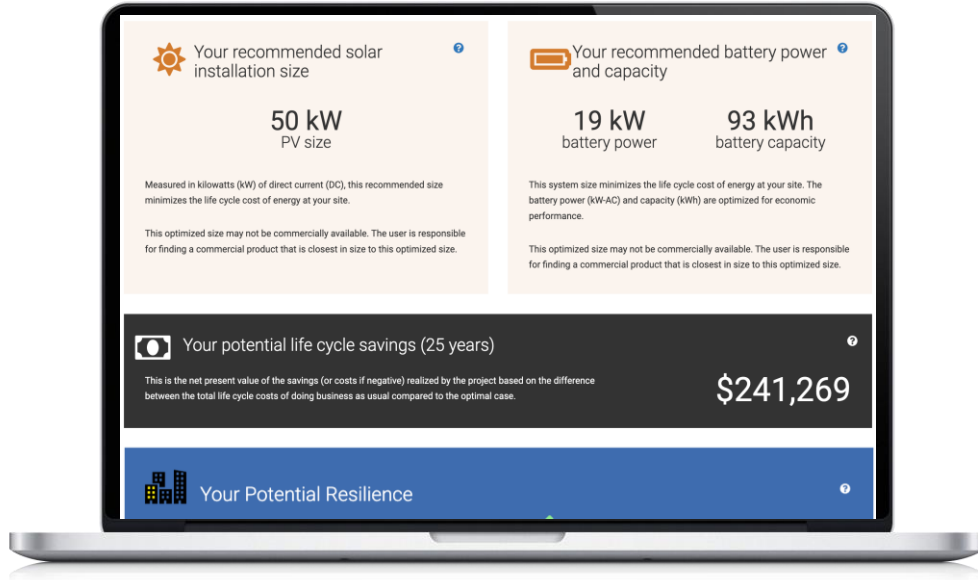 Your recommended solar
installation size
50 kW
PV size
Measured in kilowatts (kW) of direct current (DC), this recommended size
minimizes the life cycle cost of energy at your site.
This optimized size may not be commercially available. The user is responsible
for finding a commercial product that is closest in size to this optimized size.
Your recommended battery power
and capacity
19 kW
battery power
93 kWh
battery capacity
This system size minimizes the life cycle cost of energy at your site. The
battery power (kW-AC) and capacity (kWh) are optimized for economic
performance.
This optimized size may not be commercially available. The user is responsible
for finding a commercial product that is closest in size to this optimized size.
Your potential life cycle savings (25 years)
This is the net present value of the savings (or costs if negative) realized by the project based on the difference
between the total life cycle costs of doing business as usual compared to the optimal case.
$241,269
Your Potential Resilience